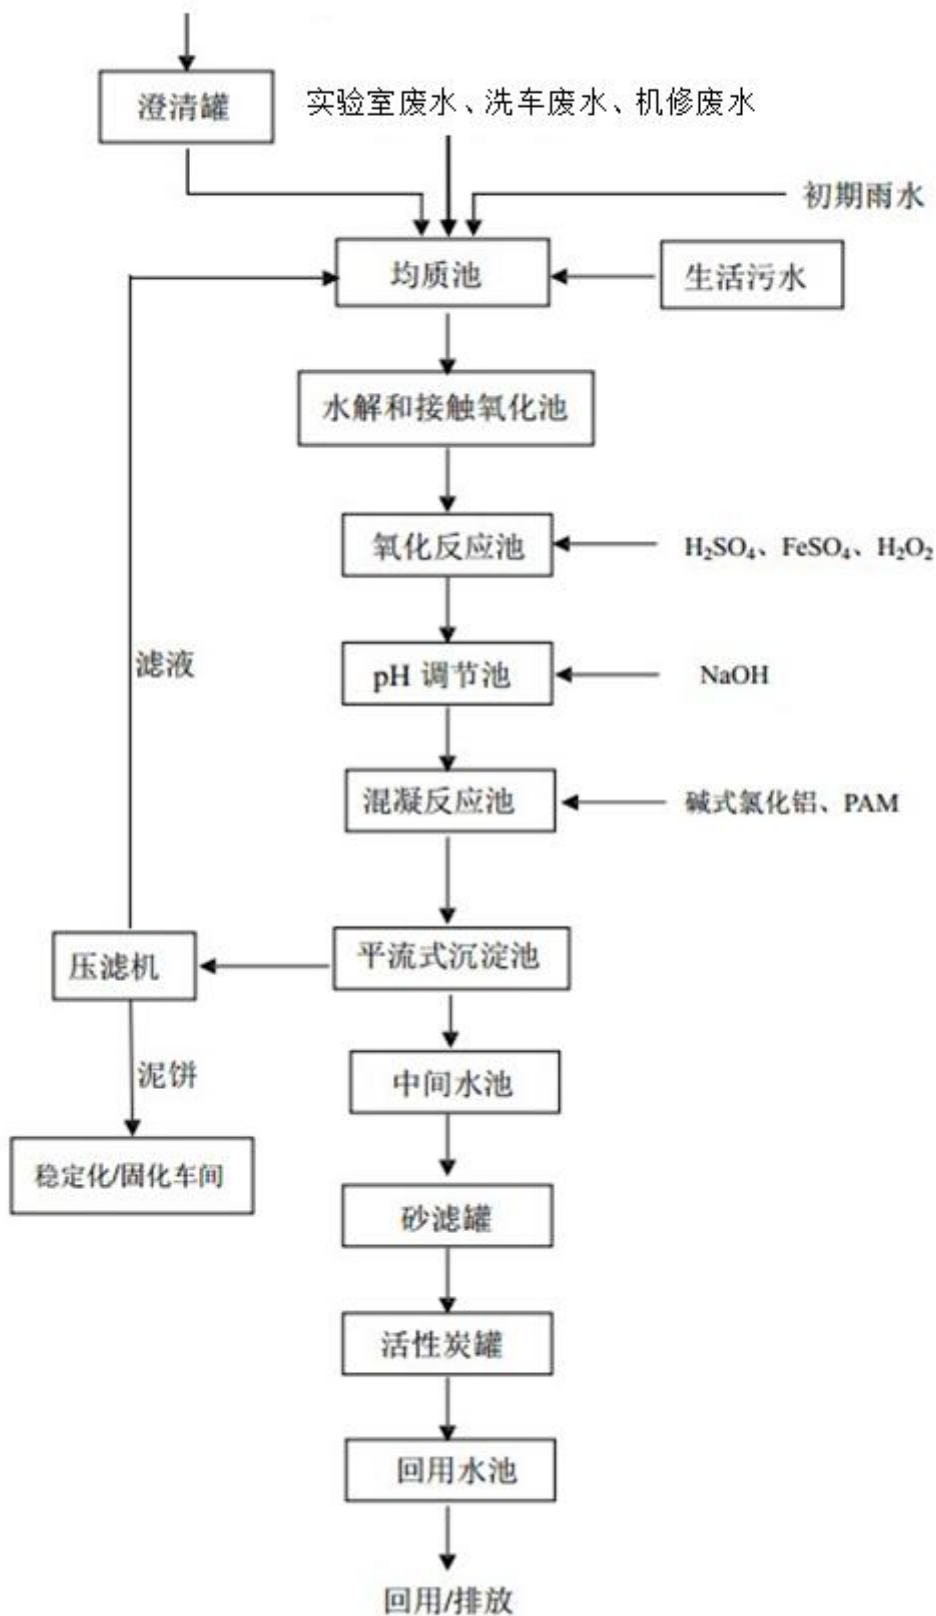 澄清罐
实验室废水、洗车废水、机修废水
初期雨水
均质池
生活污水
水解和接触氧化池
氧化反应池
H₂SO₄、FeSO₄、H₂O₂
滤液
pH 调节池
NaOH
混凝反应池
碱式氯化铝、PAM
压滤机
平流式沉淀池
泥饼
中间水池
稳定化/固化车间
砂滤罐
活性炭罐
回用水池
回用/排放